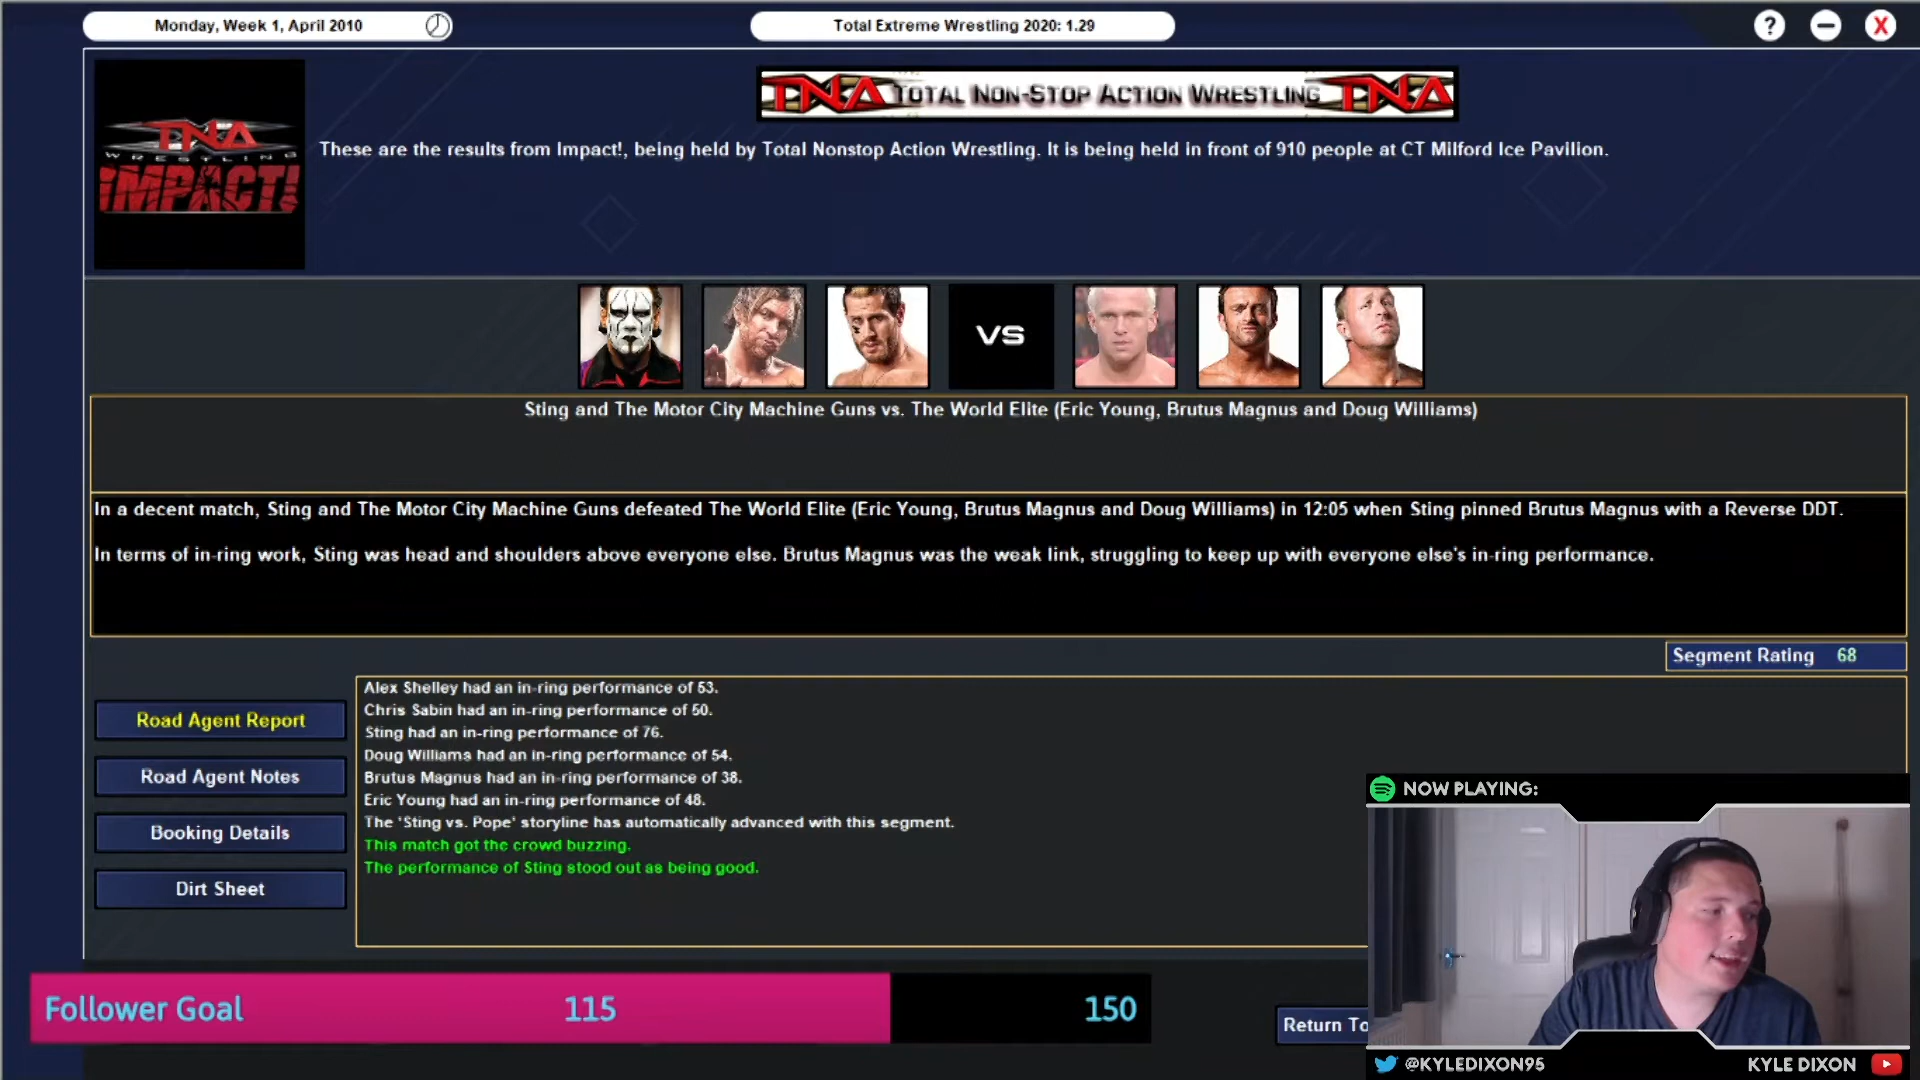 Monday, Week 1, April 2010
Total Extreme Wrestling 2020: 1.29
?
X
TNA
WRESTLING
iMPACT!
TNA TOTAL NON-STOP ACTION WRESTLING TNA
These are the results from Impact!, being held by Total Nonstop Action Wrestling. It is being held in front of 910 people at CT Milford Ice Pavilion.
VS
Sting and The Motor City Machine Guns vs. The World Elite (Eric Young, Brutus Magnus and Doug Williams)
In a decent match, Sting and The Motor City Machine Guns defeated The World Elite (Eric Young, Brutus Magnus and Doug Williams) in 12:05 when Sting pinned Brutus Magnus with a Reverse DDT.
In terms of in-ring work, Sting was head and shoulders above everyone else. Brutus Magnus was the weak link, struggling to keep up with everyone else's in-ring performance.
Segment Rating 68
Road Agent Report
Road Agent Notes
Booking Details
Dirt Sheet
Alex Shelley had an in-ring performance of 53.
Chris Sabin had an in-ring performance of 50.
Sting had an in-ring performance of 76.
Doug Williams had an in-ring performance of 54.
Brutus Magnus had an in-ring performance of 38.
Eric Young had an in-ring performance of 48.
The 'Sting vs. Pope' storyline has automatically advanced with this segment.
This match got the crowd buzzing.
The performance of Sting stood out as being good.
NOW PLAYING:
Follower Goal 115 150
Return To
@KYLEDIXON95
KYLE DIXON